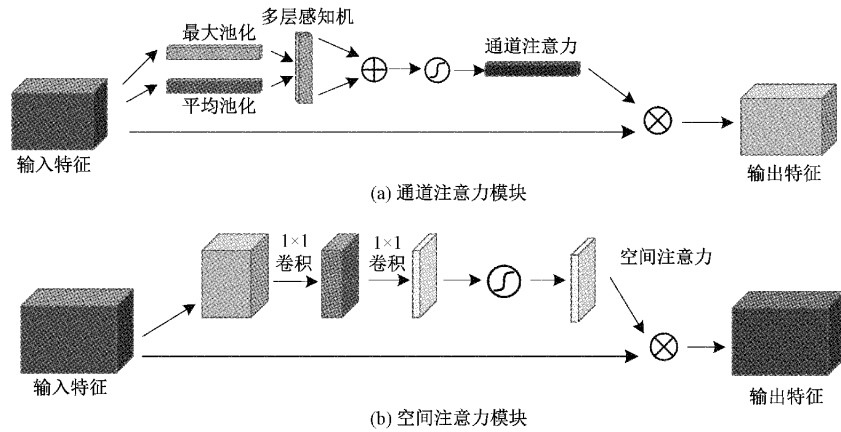 多层感知机
最大池化
通道注意力
平均池化
输入特征
输出特征
(a) 通道注意力模块
1×1
卷积
1×1
卷积
空间注意力
输入特征
输出特征
(b) 空间注意力模块